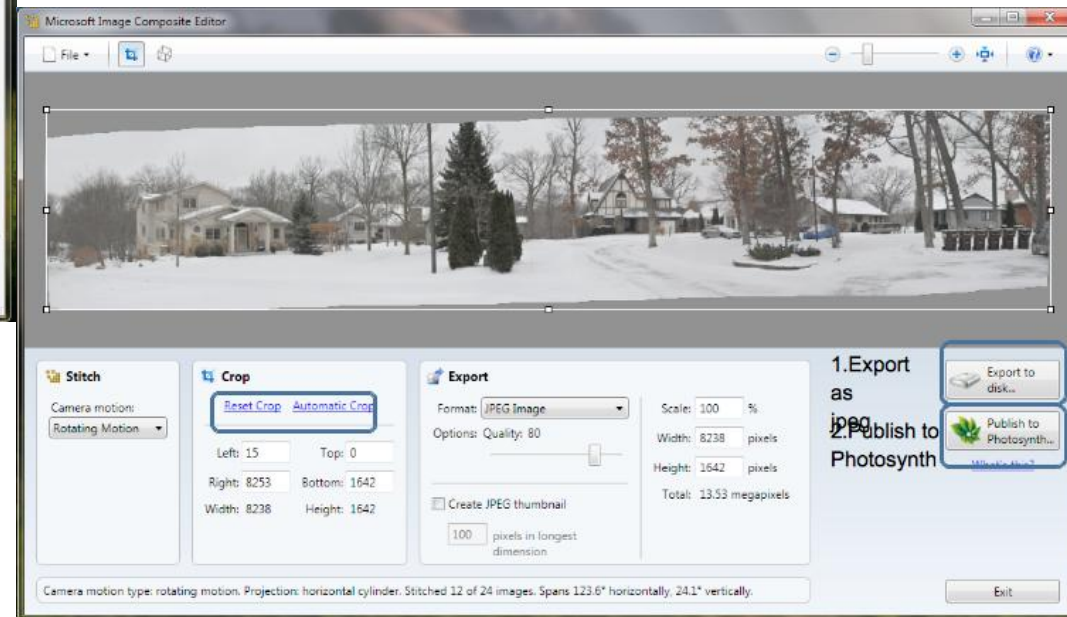 Microsoft Image Composite Editor
File
Stitch
Camera motion:
Rotating Motion
Crop
Reset Crop Automatic Crop
Left: 15 Top: 0
Right: 8253 Bottom: 1642
Width: 8238 Height: 1642
Export
Format: JPEG Image
Options: Quality: 80
Create JPEG thumbnail
100 pixels in longest
dimension
Scale: 100 %
Width: 8238 pixels
Height: 1642 pixels
Total: 13.53 megapixels
1.Export
as
jpeg
2.Publish to
Photosynth
Export to
disk...
Publish to
Photosynth...
What's this?
Camera motion type: rotating motion. Projection: horizontal cylinder. Stitched 12 of 24 images. Spans 123.6° horizontally, 24.1° vertically.
Exit